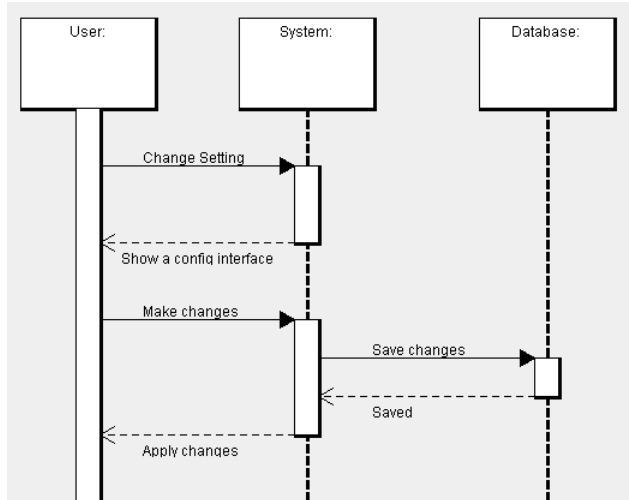 User:
System:
Database:
Change Setting
Show a config interface
Make changes
Save changes
Saved
Apply changes